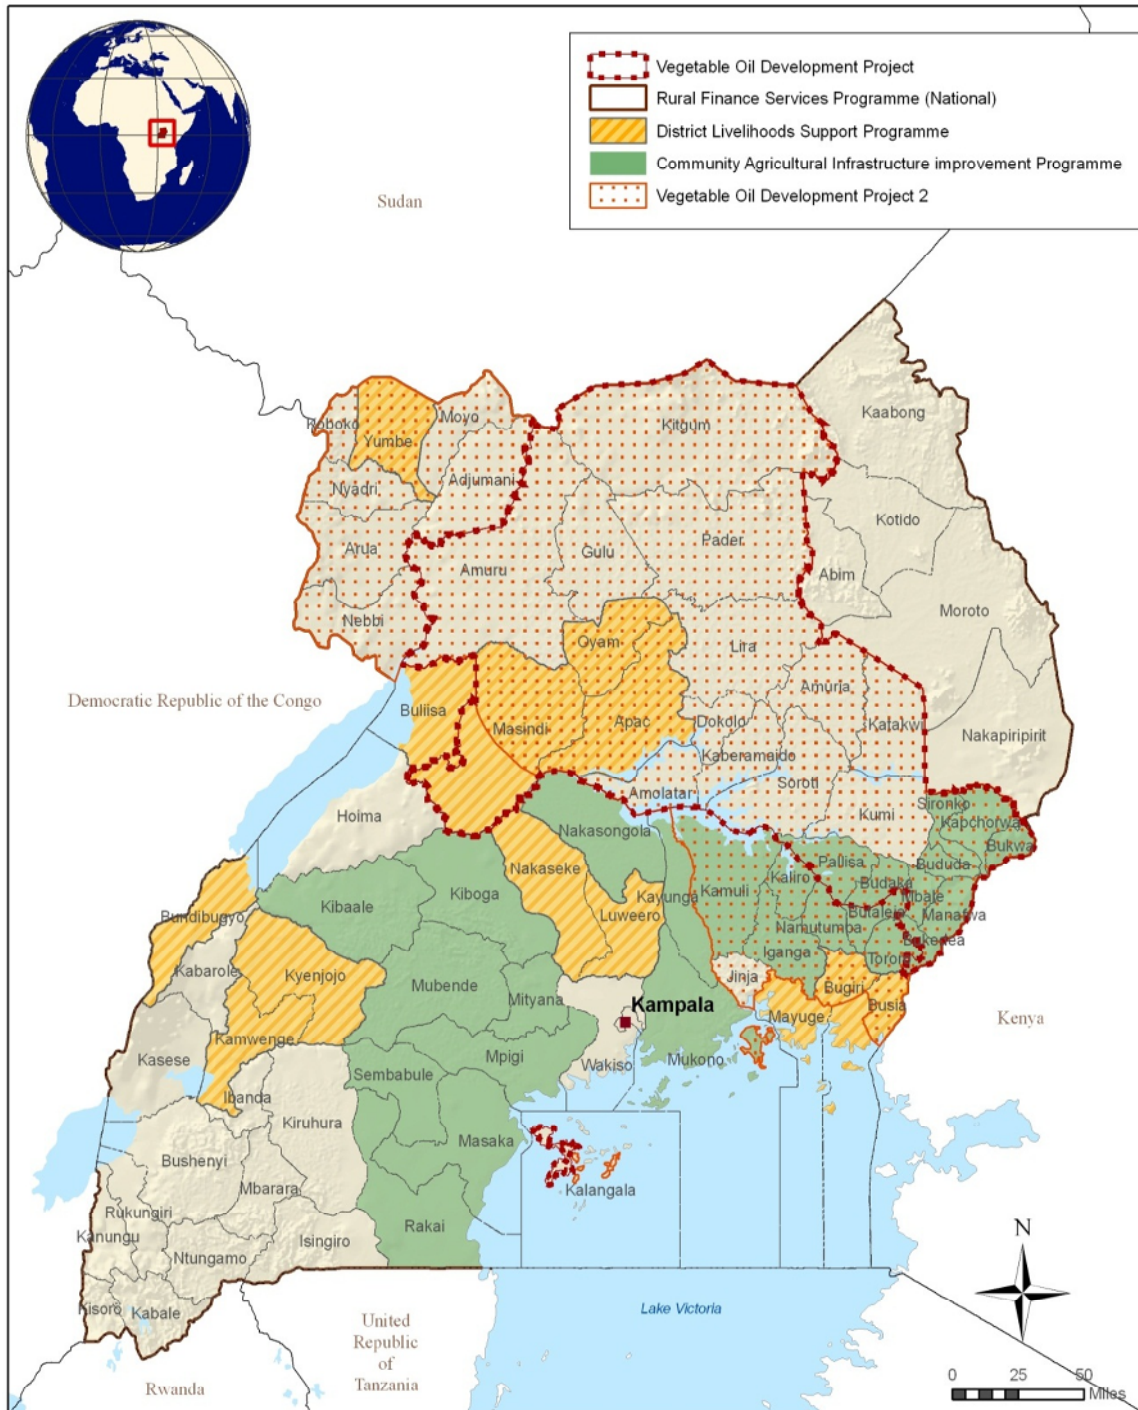 Vegetable Oil Development Project
Rural Finance Services Programme (National)
District Livelihoods Support Programme
Community Agricultural Infrastructure improvement Programme
Vegetable Oil Development Project 2
Sudan
Kaabong
Moyo
Koboko
Kitgum
Yumbe
Adjumani
Nyadri
Kotido
Pader
Arua
Gulu
Amuru
Abim
Moroto
Nebbi
Oyam
Lira
Amuria
Democratic Republic of the Congo
Buliisa
Masindi
Apac
Dokolo
Katakwi
Nakapiripirit
Kaberamaido
Soroti
Amolatar
Hoima
Kumi
Sironko
Kapchorwa
Nakasongola
Bukwa
Pallisa
Bududa
Nakaseke
Kaliro
Budaka
Kiboga
Kayunga
Kamuli
Mbale
Kibaale
Luweero
Butaleja
Manafwa
Bundibugyo
Namutumba
Bukedea
Kabarole
Kyenjojo
Iganga
Tororo
Mubende
Mityana
Jinja
Bugiri
Kampala
Busia
Mayuge
Kenya
Kamwenge
Kasese
Mpigi
Wakiso
Mukono
Sembabule
Ibanda
Kiruhura
Masaka
Bushenyi
Mbarara
Kalangala
Rukungiri
Rakai
Kanungu
Isingiro
Ntungamo
N
Kisoro
Kabale
Lake Victoria
United
Republic
of
Tanzania
Rwanda
0 25 50
Miles